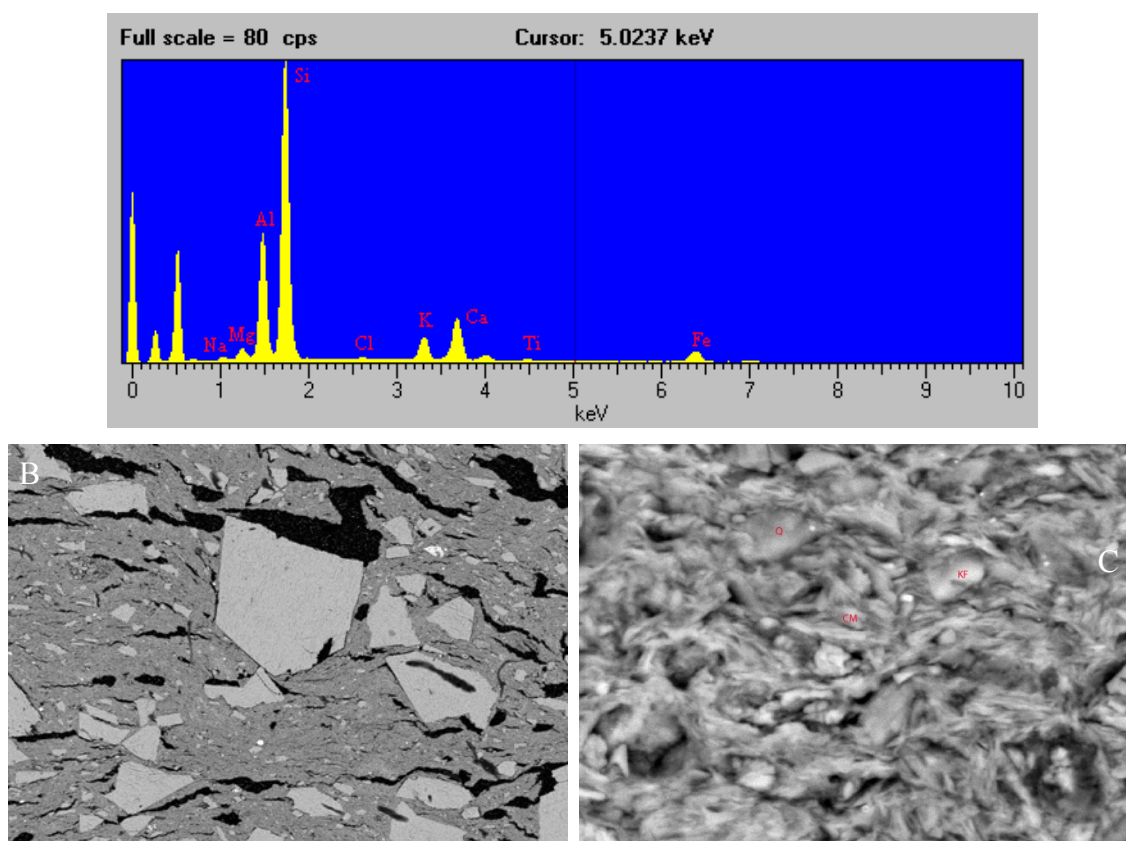 Full scale = 80 cps Cursor: 5.0237 keV
Si
Al
K
Ca
Na
Mg
Cl
Ti
Fe
0 1 2 3 4 5 6 7 8 9 10
keV
B
C
Q
KF
CM